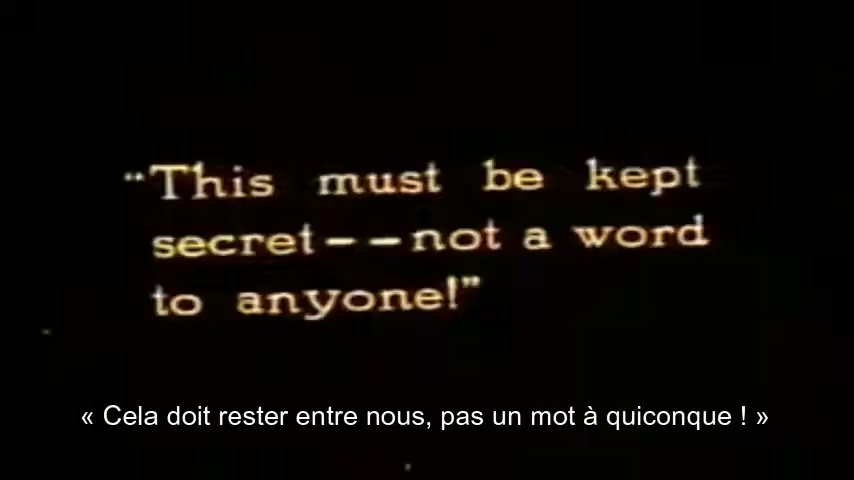 “This must be kept
secret--not a word
to anyone!”
« Cela doit rester entre nous, pas un mot à quiconque ! »